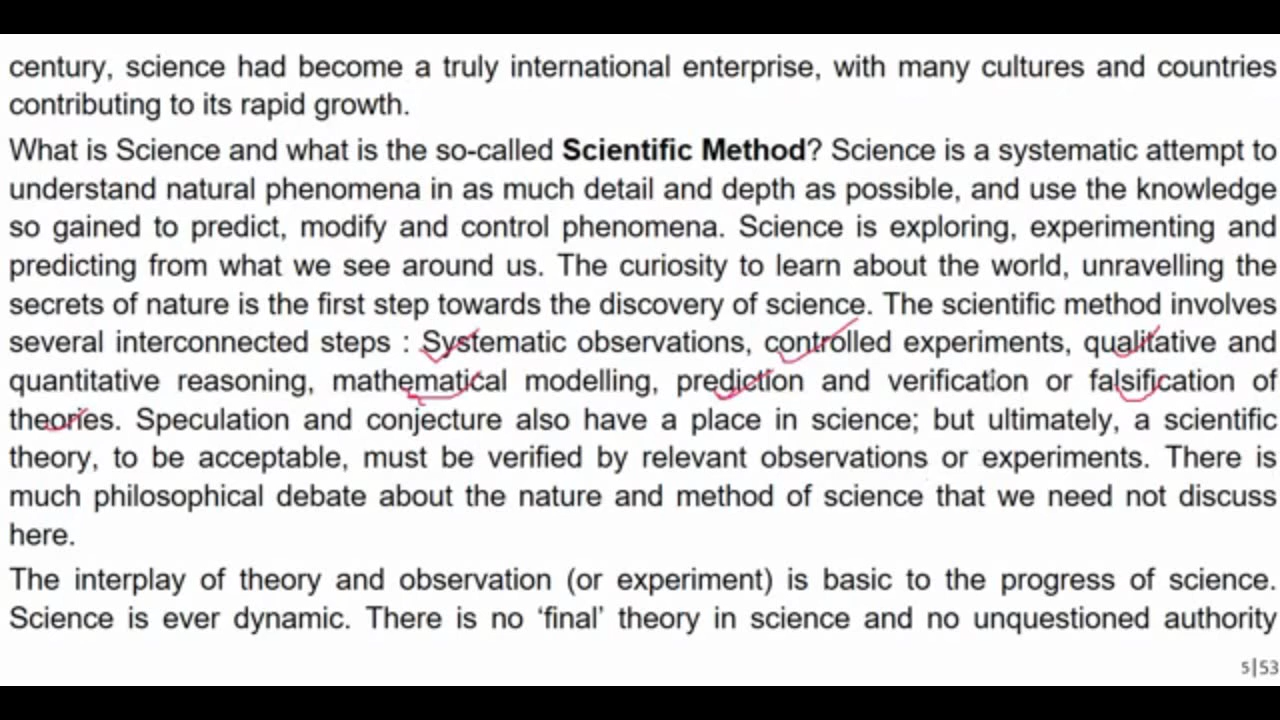 century, science had become a truly international enterprise, with many cultures and countries
contributing to its rapid growth.
What is Science and what is the so-called Scientific Method? Science is a systematic attempt to
understand natural phenomena in as much detail and depth as possible, and use the knowledge
so gained to predict, modify and control phenomena. Science is exploring, experimenting and
predicting from what we see around us. The curiosity to learn about the world, unravelling the
secrets of nature is the first step towards the discovery of science. The scientific method involves
several interconnected steps : Systematic observations, controlled experiments, qualitative and
quantitative reasoning, mathematical modelling, prediction and verification or falsification of
theories. Speculation and conjecture also have a place in science; but ultimately, a scientific
theory, to be acceptable, must be verified by relevant observations or experiments. There is
much philosophical debate about the nature and method of science that we need not discuss
here.
The interplay of theory and observation (or experiment) is basic to the progress of science.
Science is ever dynamic. There is no ‘final’ theory in science and no unquestioned authority
5|53